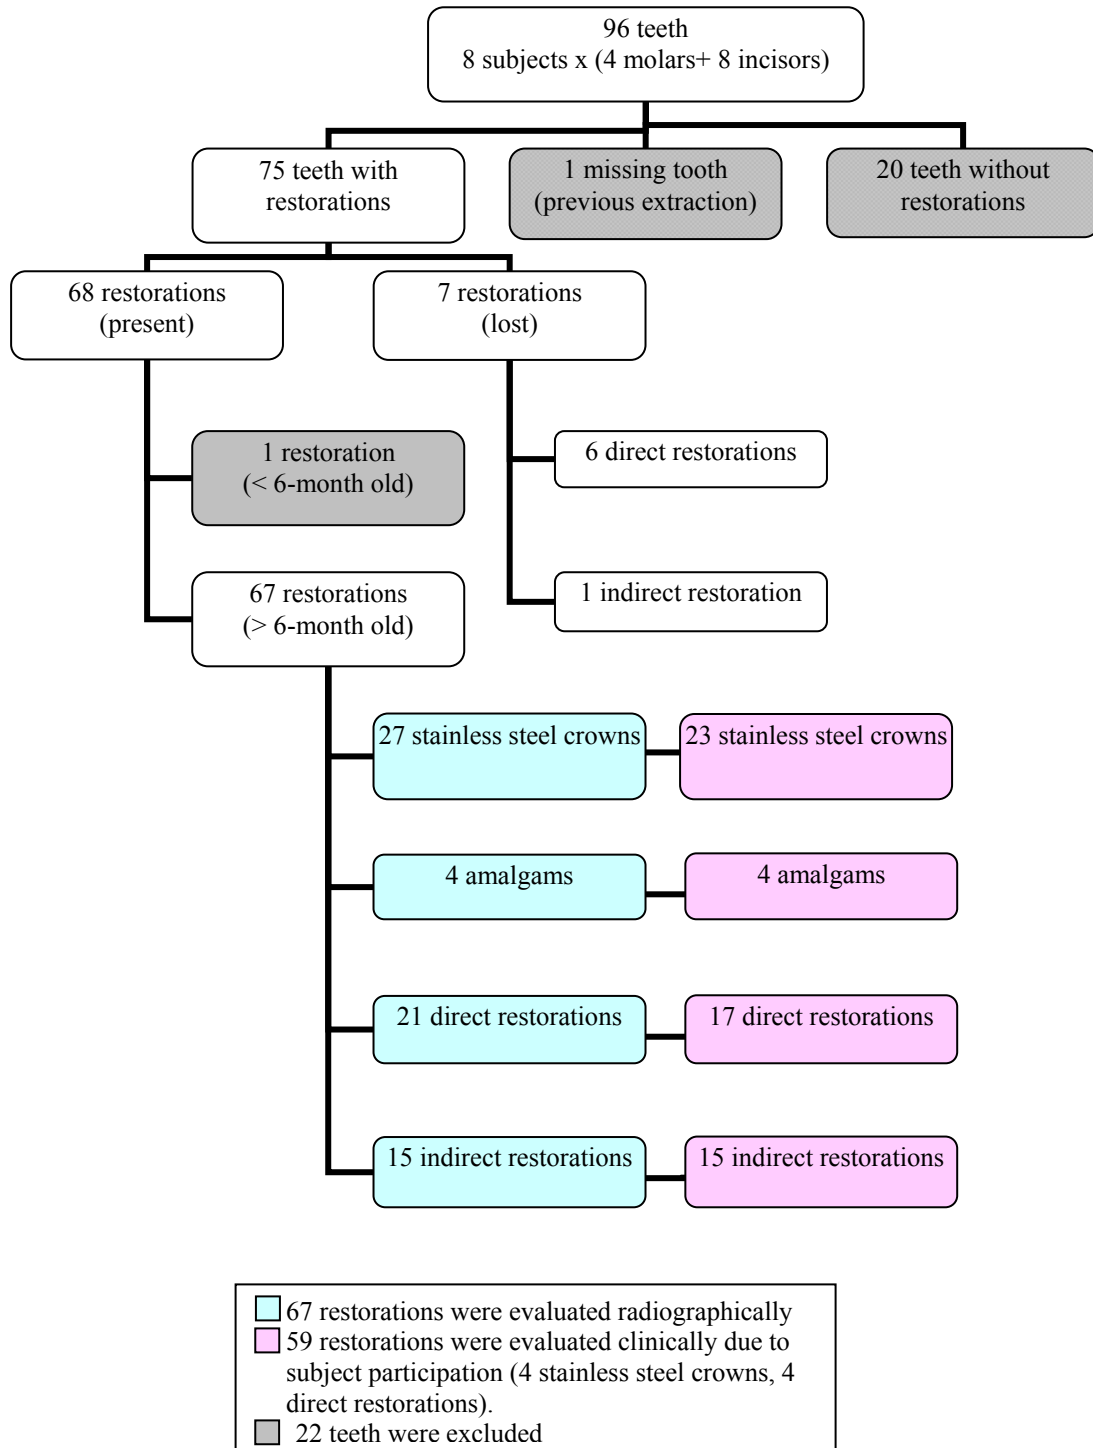 96 teeth
8 subjects x (4 molars+ 8 incisors)
75 teeth with
restorations
1 missing tooth
(previous extraction)
20 teeth without
restorations
68 restorations
(present)
7 restorations
(lost)
1 restoration
(< 6-month old)
6 direct restorations
67 restorations
(> 6-month old)
1 indirect restoration
27 stainless steel crowns
23 stainless steel crowns
4 amalgams
4 amalgams
21 direct restorations
17 direct restorations
15 indirect restorations
15 indirect restorations
67 restorations were evaluated radiographically
59 restorations were evaluated clinically due to
subject participation (4 stainless steel crowns, 4
direct restorations).
22 teeth were excluded